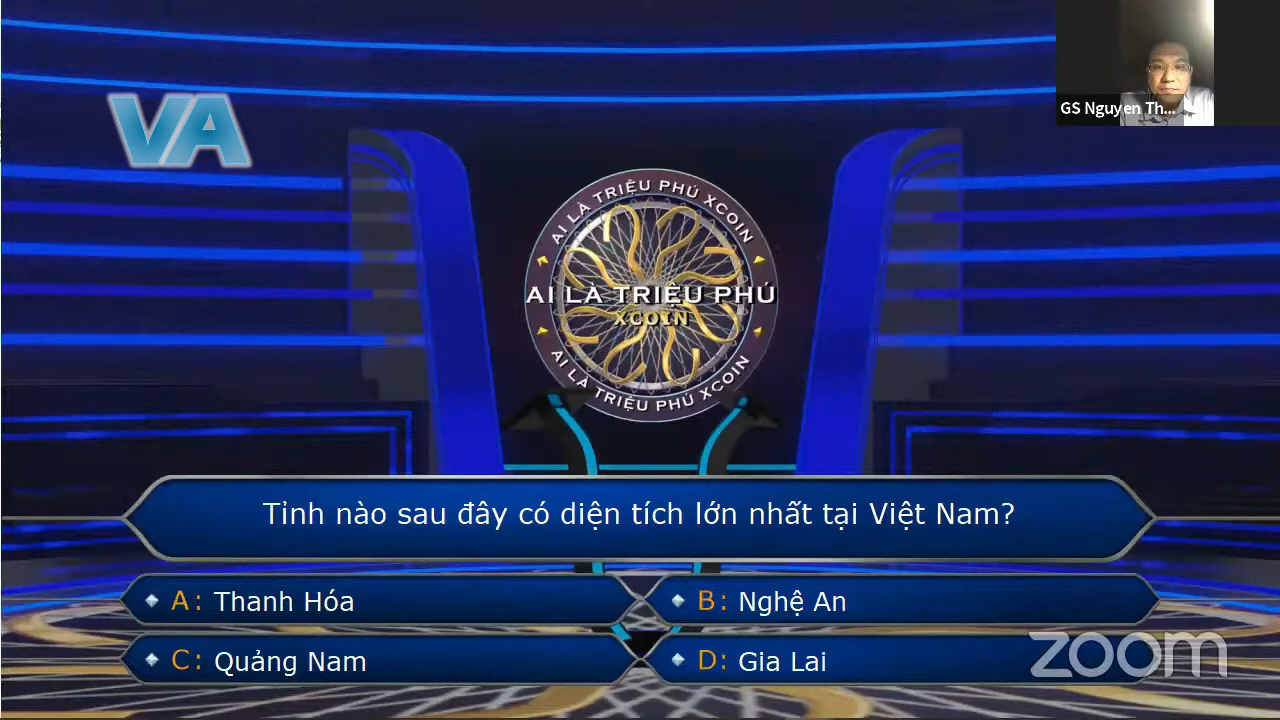 VA
GS Nguyen Th...
AI LÀ TRIỆU PHÚ XCOIN
AI LÀ TRIỆU PHÚ
XCOIN
AI LÀ TRIỆU PHÚ XCOIN
Tỉnh nào sau đây có diện tích lớn nhất tại Việt Nam?
A: Thanh Hóa
B: Nghệ An
C: Quảng Nam
D: Gia Lai
zoom